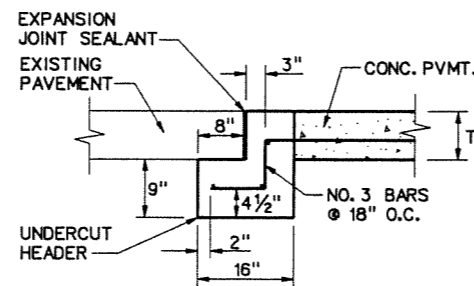 EXPANSION
JOINT SEALANT
EXISTING
PAVEMENT
3"
CONC. PVMT.
8"
T
9"
4 1/2"
NO. 3 BARS
@ 18" O.C.
UNDERCUT
HEADER
2"
16"